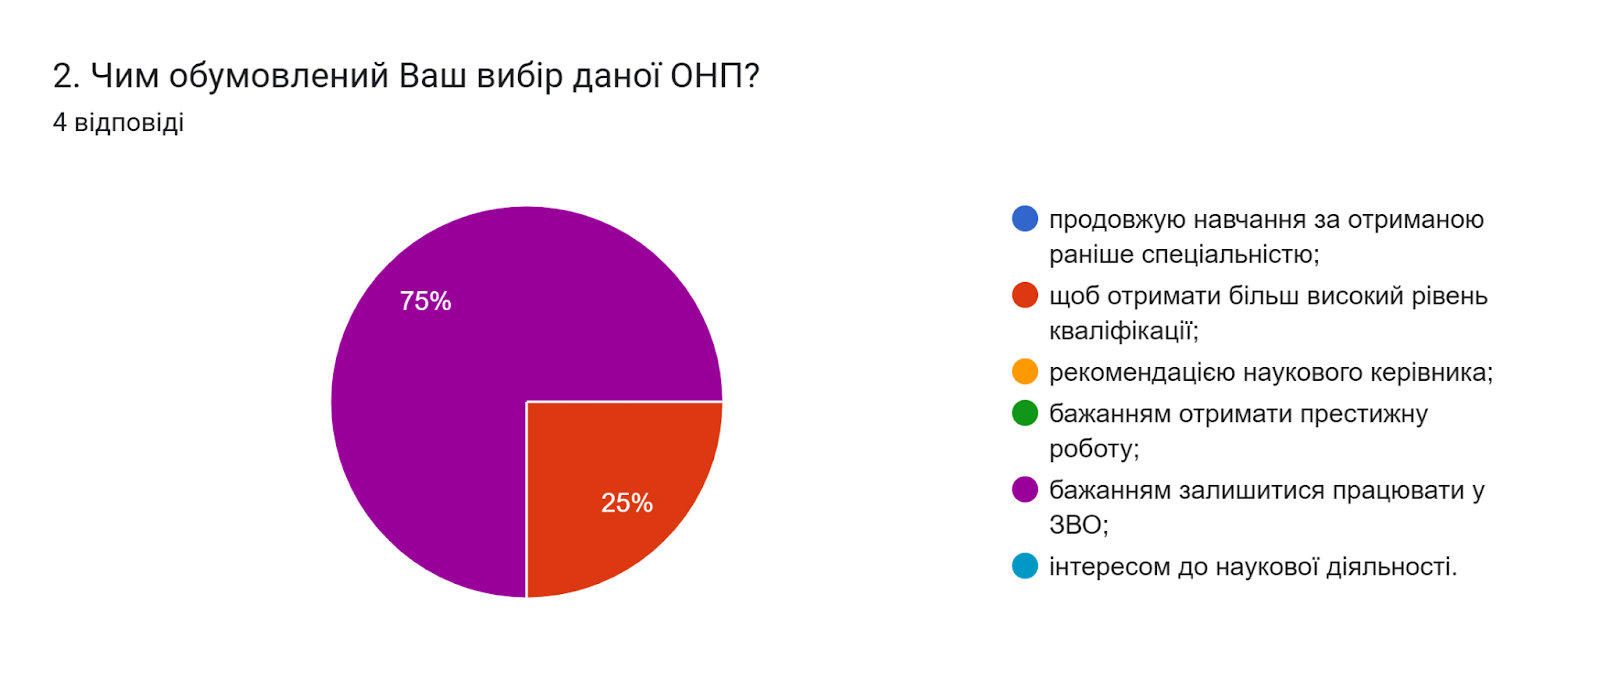 2. Чим обумовлений Ваш вибір даної ОНП?
4 відповіді
75%
25%
продовжую навчання за отриманою
раніше спеціальністю;
щоб отримати більш високий рівень
кваліфікації;
рекомендацією наукового керівника;
бажанням отримати престижну
роботу;
бажанням залишитися працювати у
ЗВО;
інтересом до наукової діяльності.